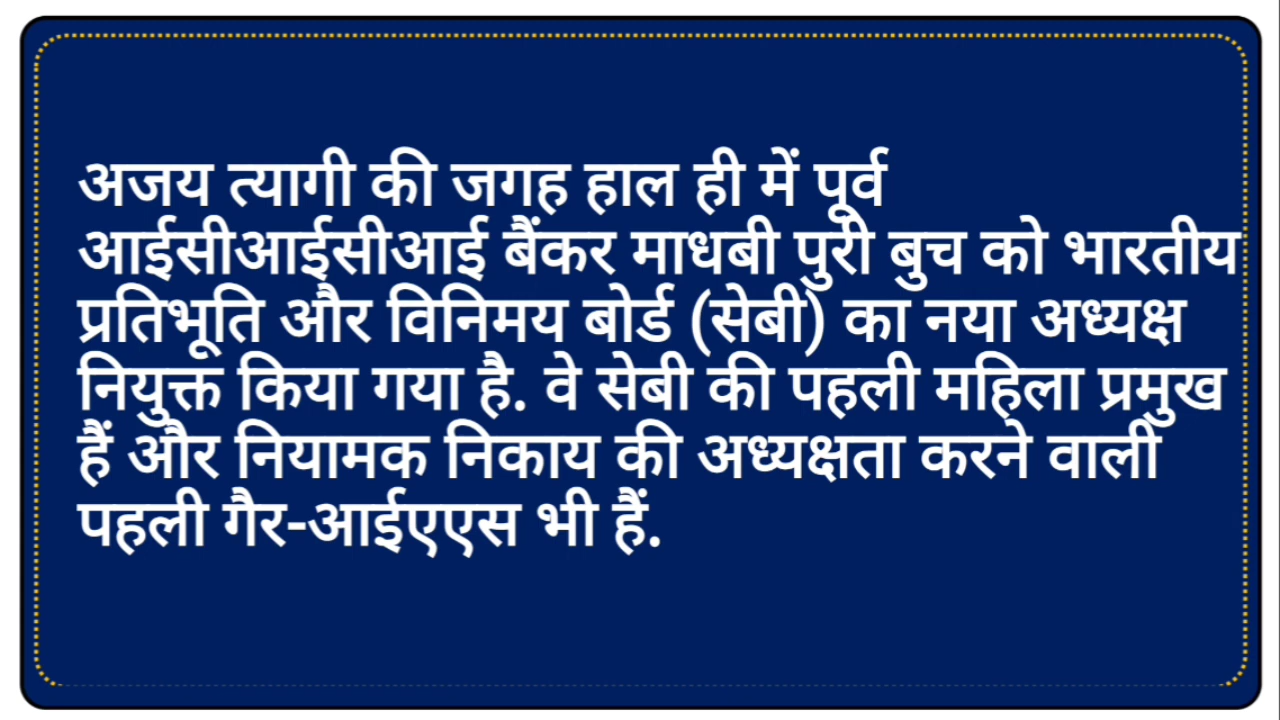 अजय त्यागी की जगह हाल ही में पूर्व
आईसीआईसीआई बैंकर माधबी पुरी बुच को भारतीय
प्रतिभूति और विनिमय बोर्ड (सेबी) का नया अध्यक्ष
नियुक्त किया गया है. वे सेबी की पहली महिला प्रमुख
हैं और नियामक निकाय की अध्यक्षता करने वाली
पहली गैर-आईएएस भी हैं.